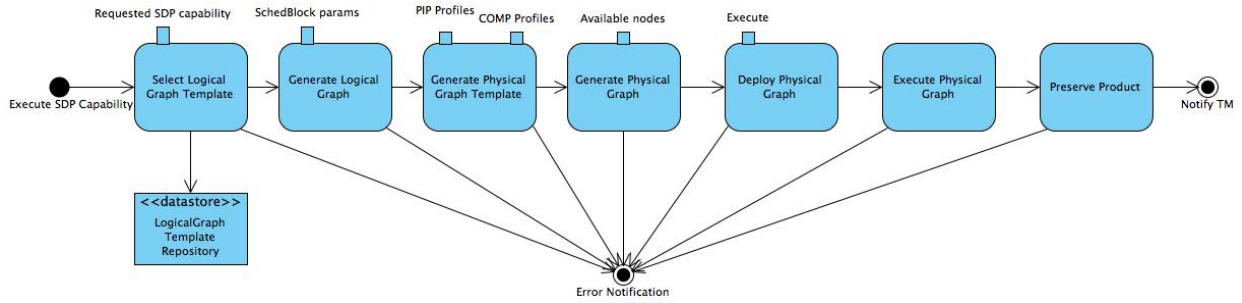 Requested SDP capability
SchedBlock params
PIP Profiles
COMP Profiles
Available nodes
Execute
Execute SDP Capability
Select Logical
Graph Template
Generate Logical
Graph
Generate Physical
Graph Template
Generate Physical
Graph
Deploy Physical
Graph
Execute Physical
Graph
Preserve Product
Notify TM
<<datastore>>
LogicalGraph
Template
Repository
Error Notification